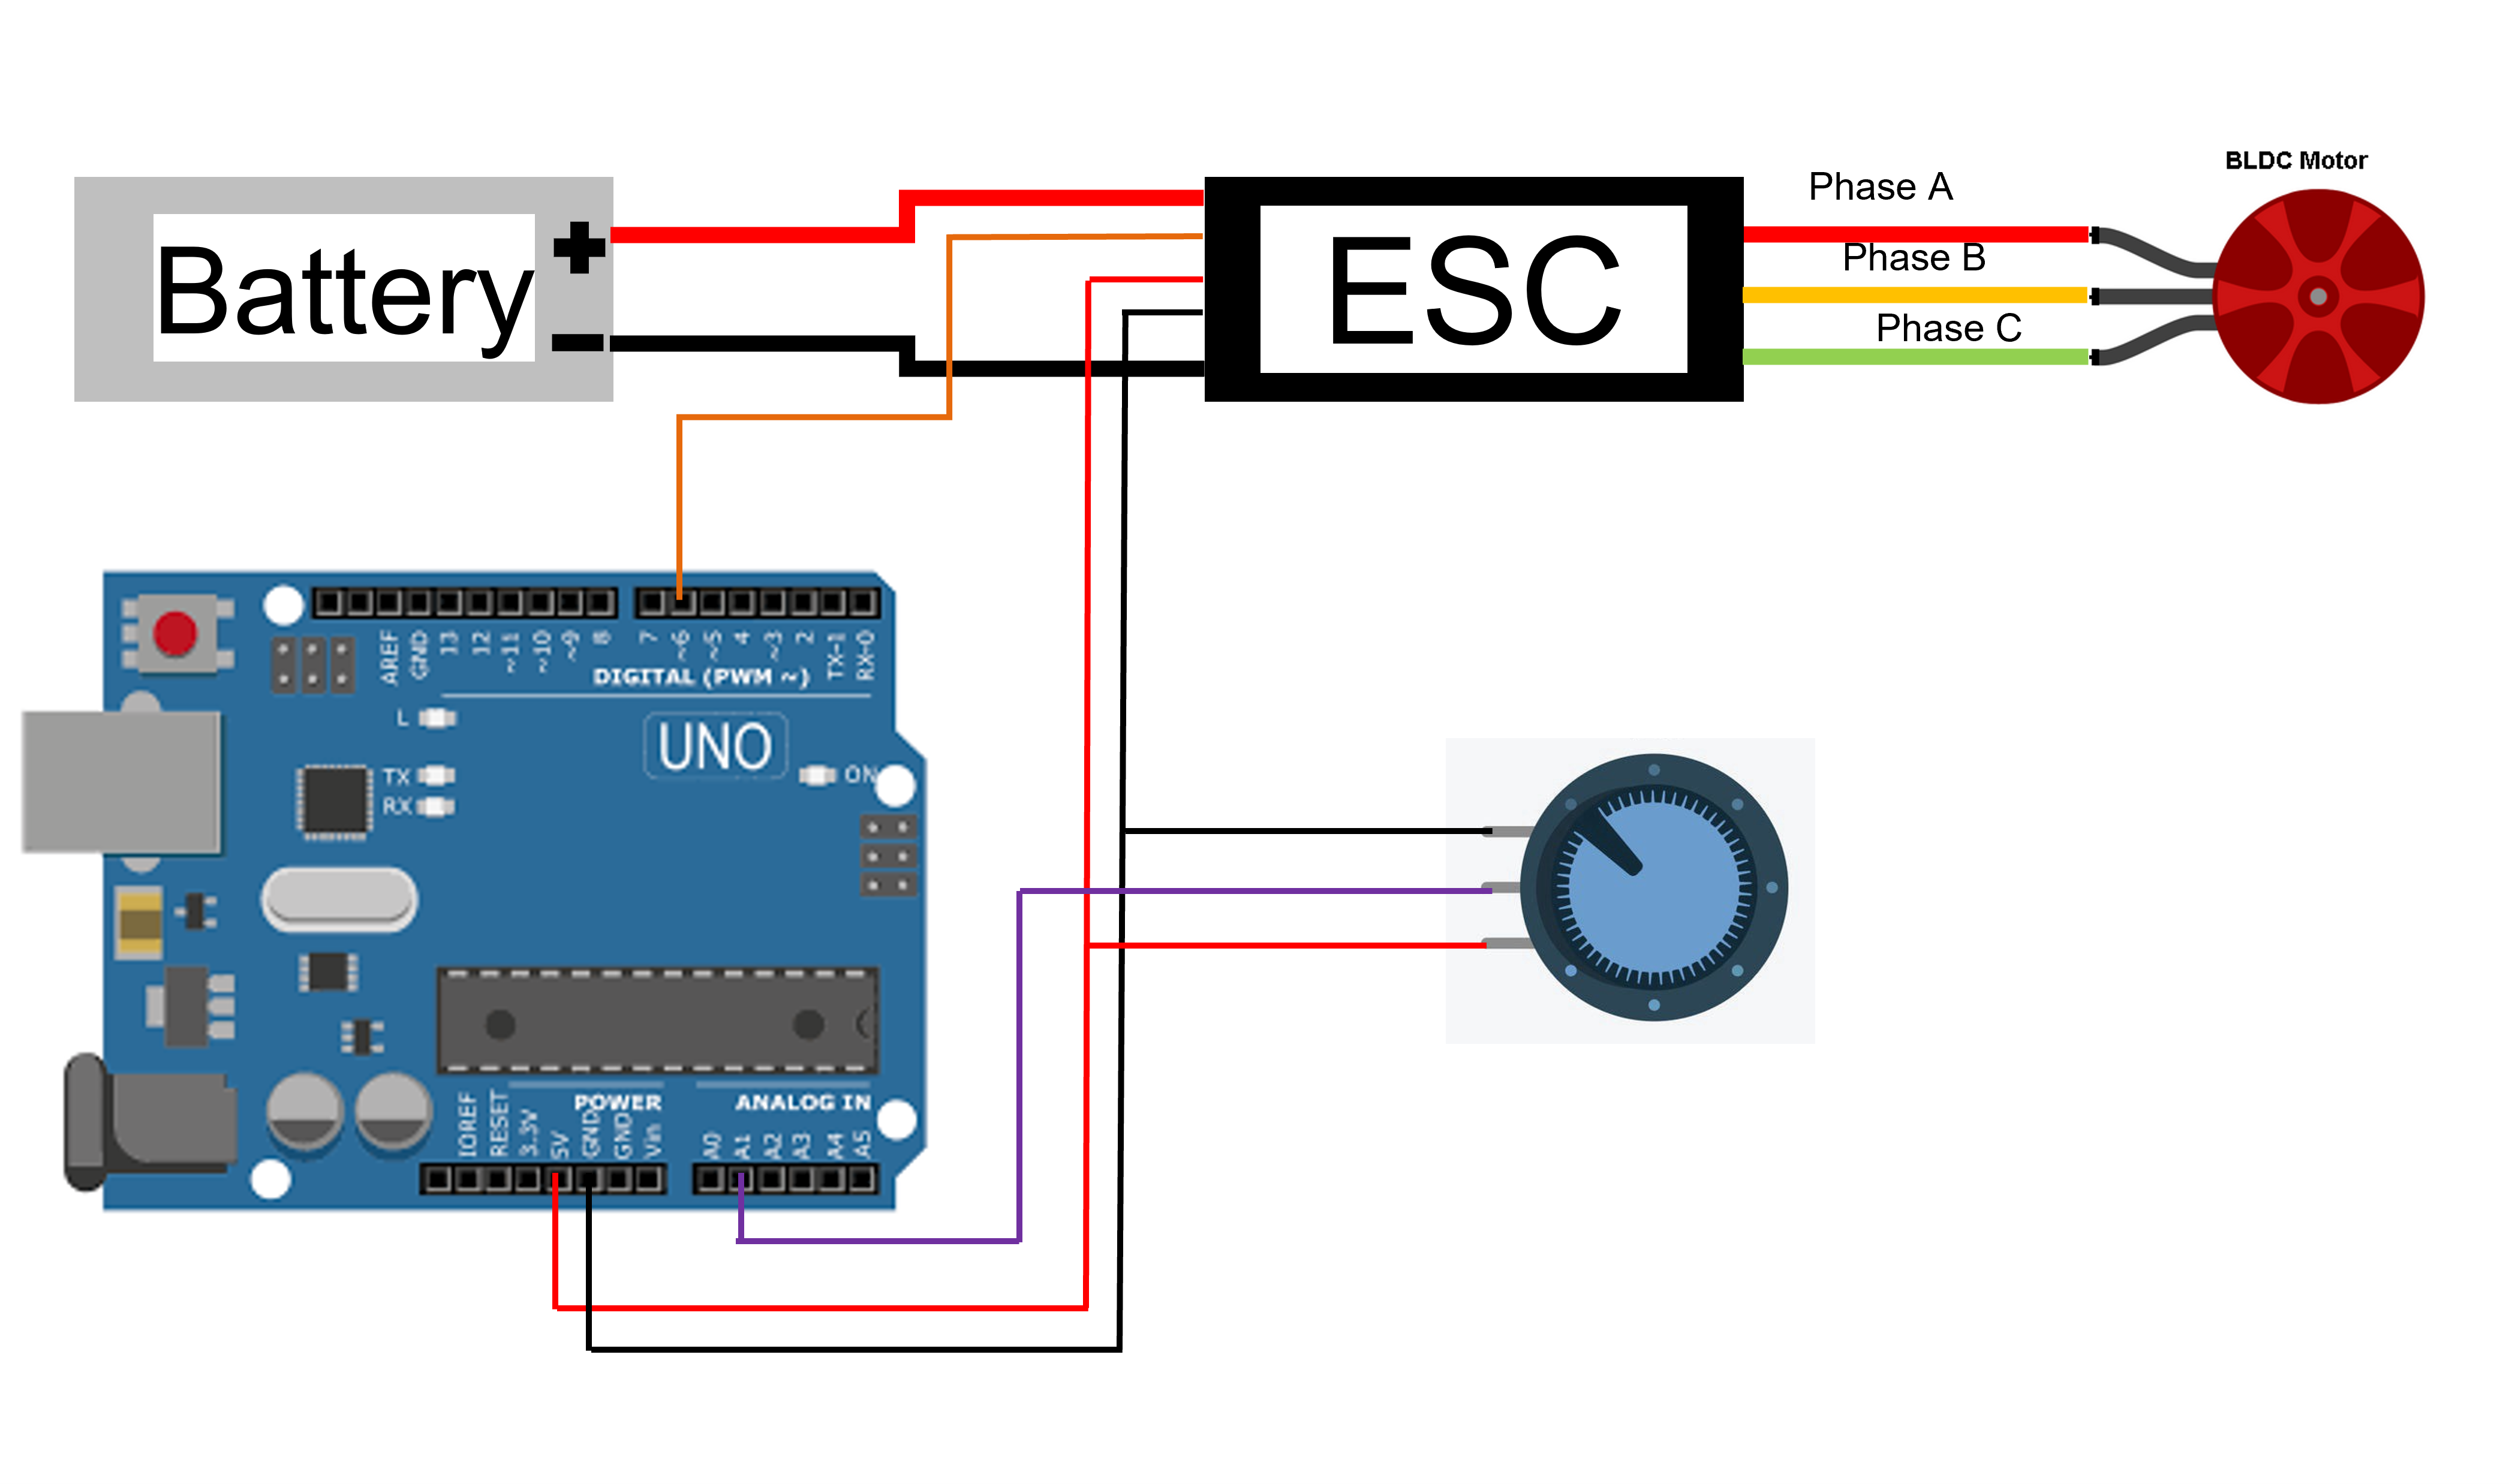 BLDC Motor
Phase A
Battery
+
−
ESC
Phase B
Phase C
AREF
GND
13
12
~11
~10
~9
8
7
~6
~5
4
~3
2
TX→1
RX←0
DIGITAL (PWM ~)
L
UNO
TX
RX
ON
POWER
ANALOG IN
IOREF
RESET
3.3V
5V
GND
GND
Vin
A0
A1
A2
A3
A4
A5